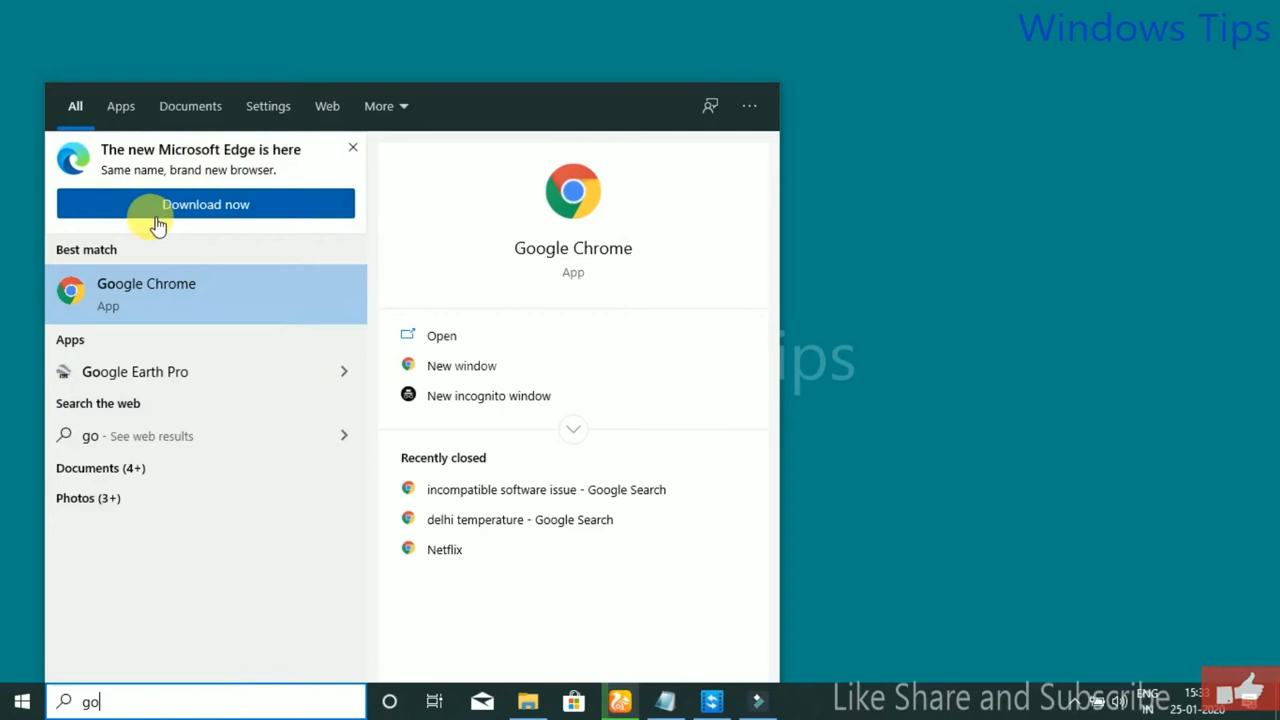 Windows Tips
All Apps Documents Settings Web More
The new Microsoft Edge is here
Same name, brand new browser.
Download now
Best match
Google Chrome
App
Apps
Google Earth Pro
Search the web
go - See web results
Documents (4+)
Photos (3+)
Google Chrome
App
Open
New window
New incognito window
Recently closed
incompatible software issue - Google Search
delhi temperature - Google Search
Netflix
ips
go
Like Share and Subscribe
ENG
IN
15:33
25-01-2020